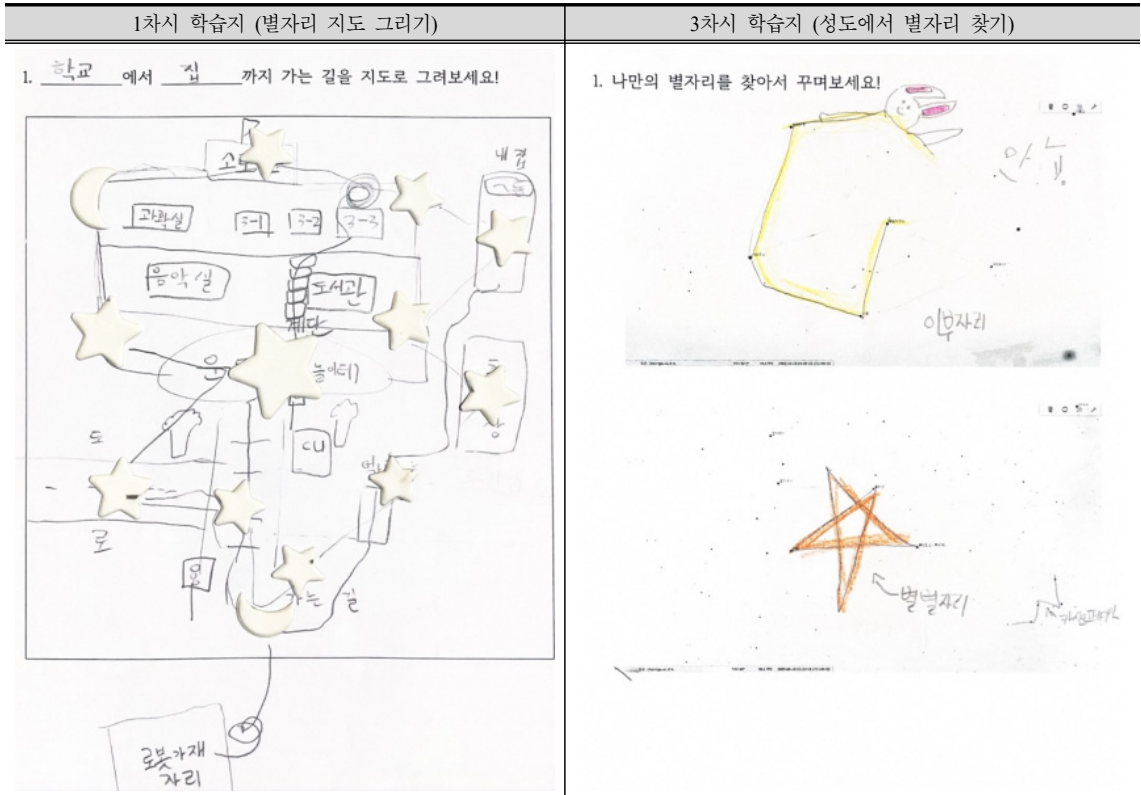 1차시 학습지 (별자리 지도 그리기)
3차시 학습지 (성도에서 별자리 찾기)
1. 학교 에서 집 까지 가는 길을 지도로 그려보세요!
내 집
과학실
3-1
3-2
3-3
음악실
도서관
계단
운
놀이터
CU
도
로
가는 길
로봇가재
자리
1. 나만의 별자리를 찾아서 꾸며보세요!
안녕
이부자리
별별자리